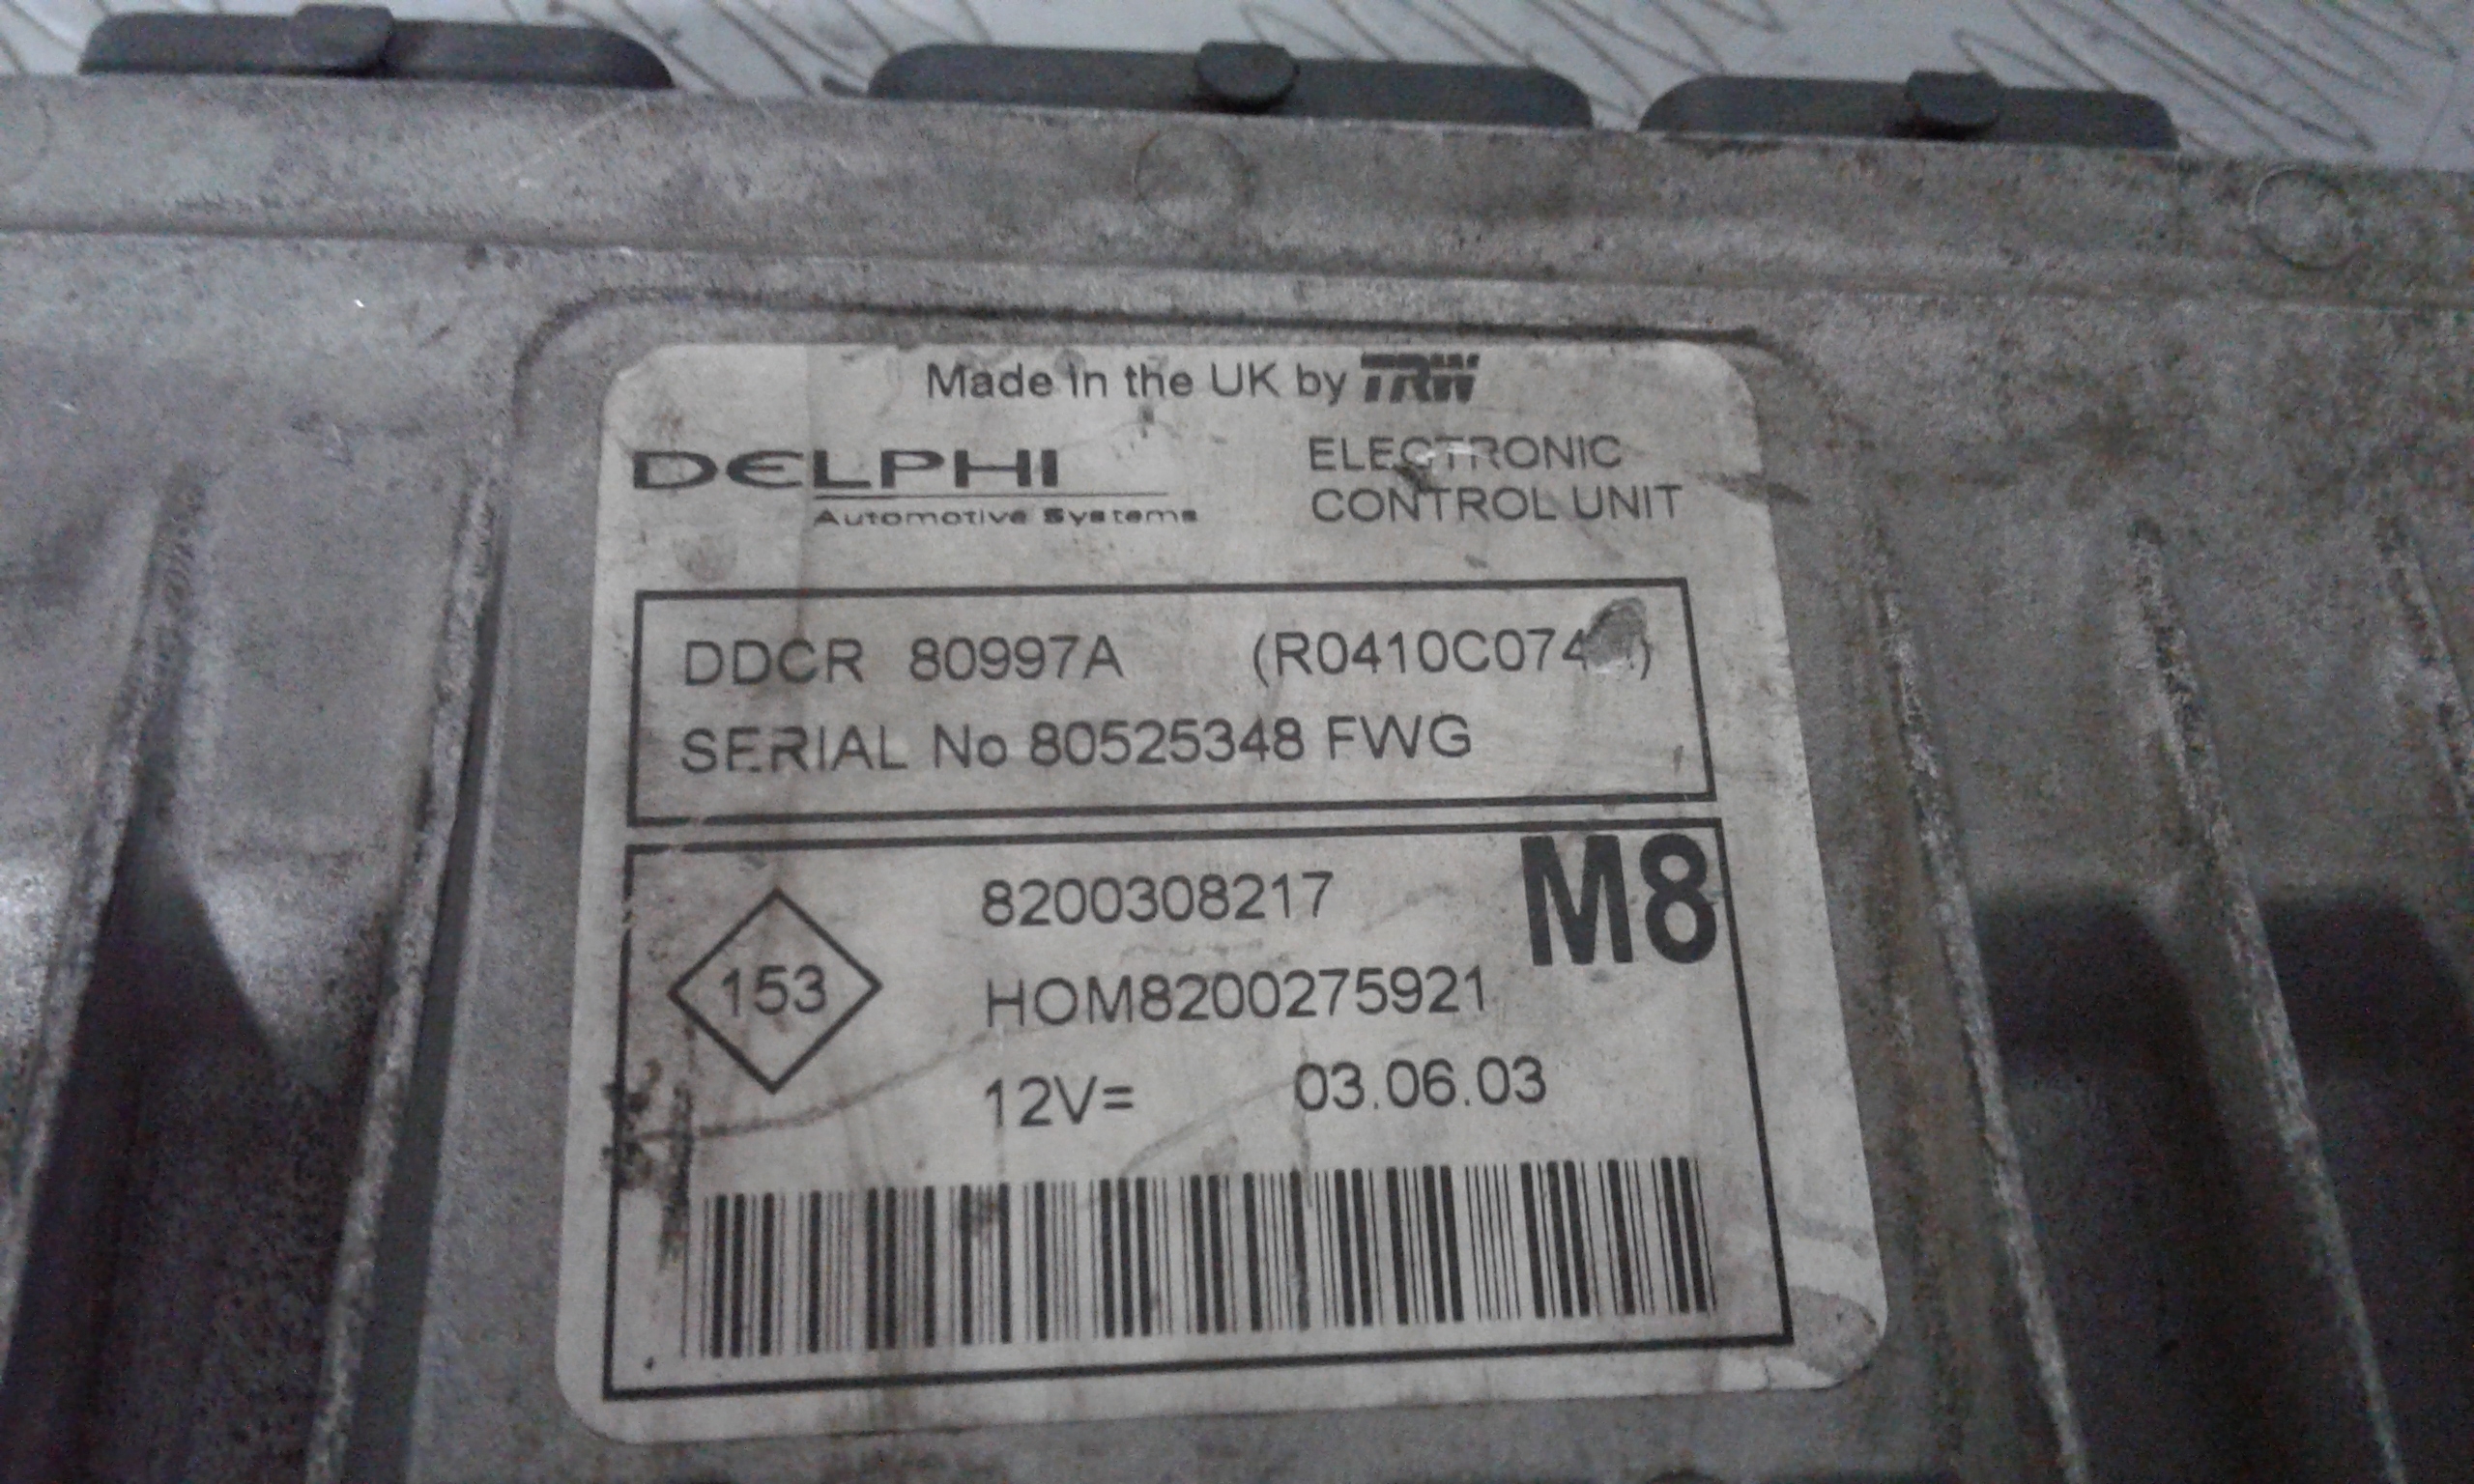 Made in the UK by TRW
DELPHI
Automotive Systems
ELECTRONIC
CONTROL UNIT
DDCR 80997A
SERIAL No 80525348 FWG
M8
8200308217
153
HOM8200275921
12V= 03.06.03